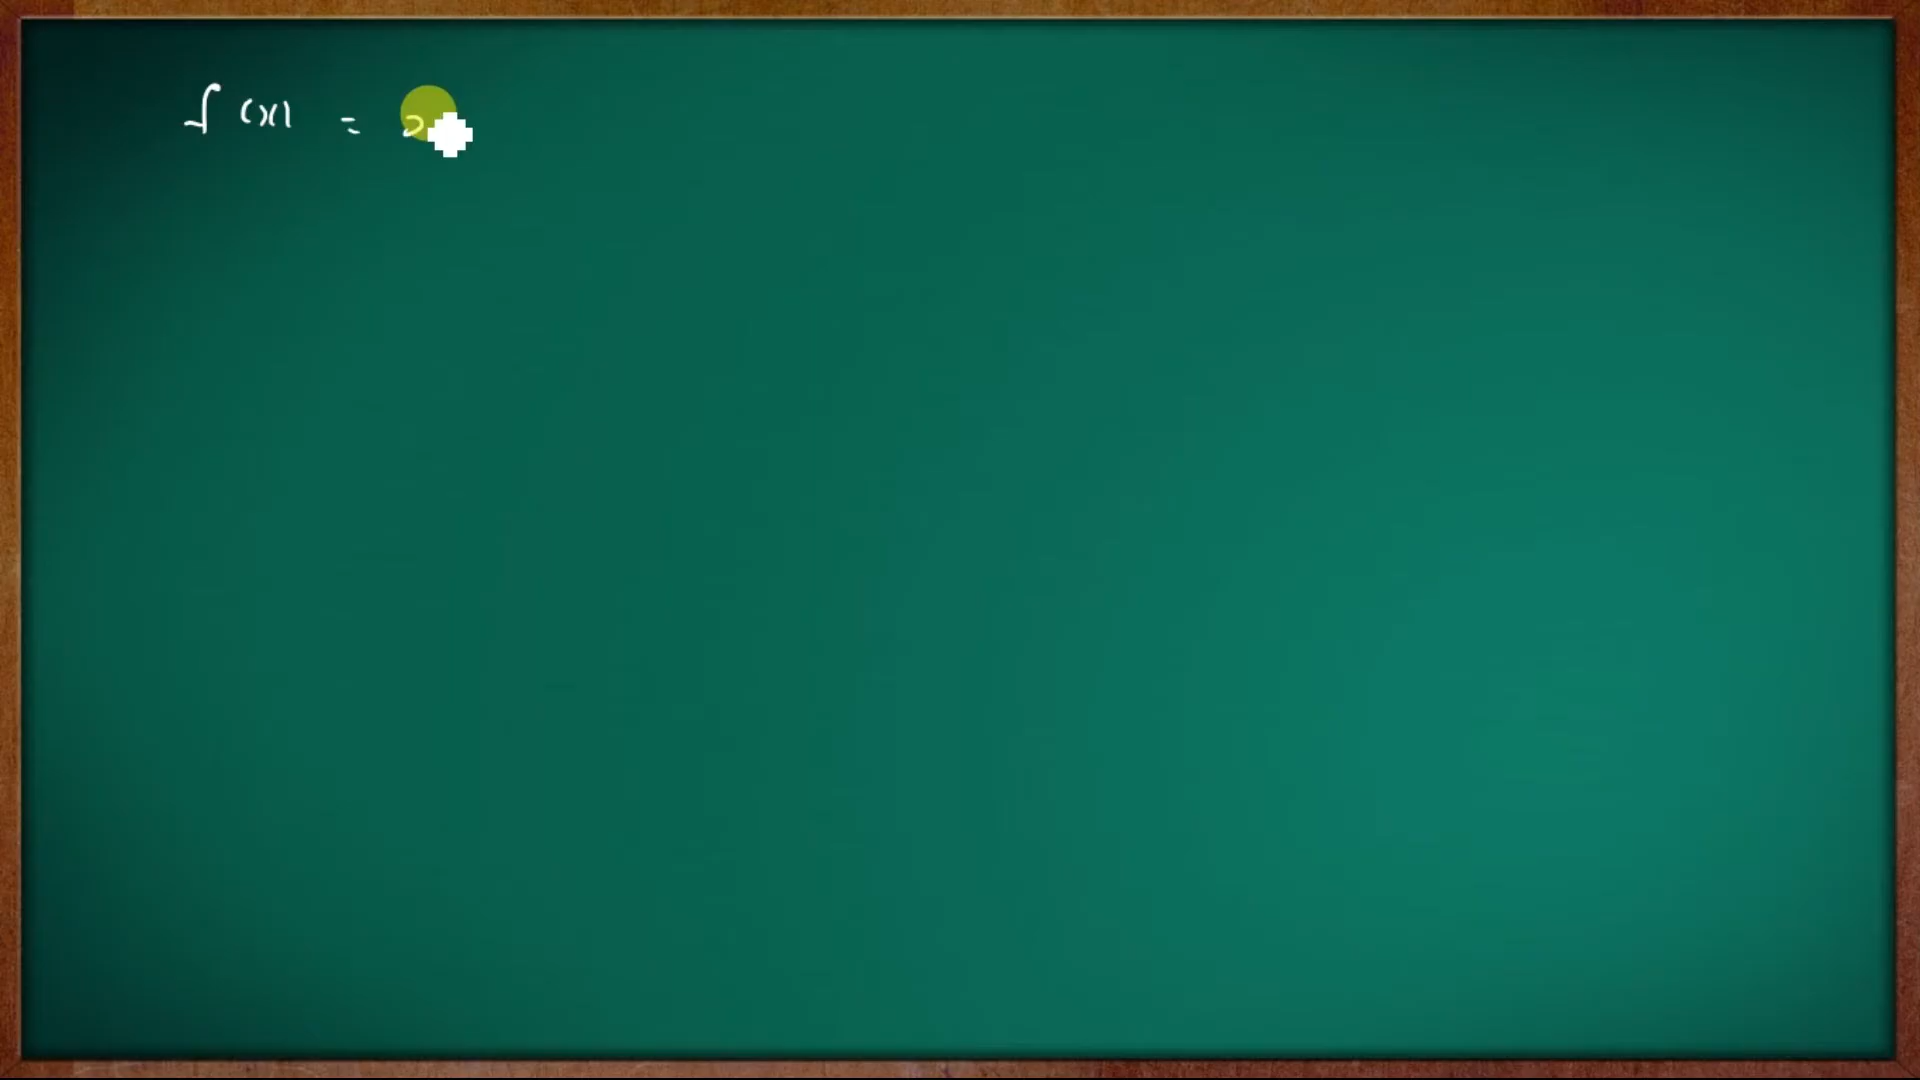 f(x) =